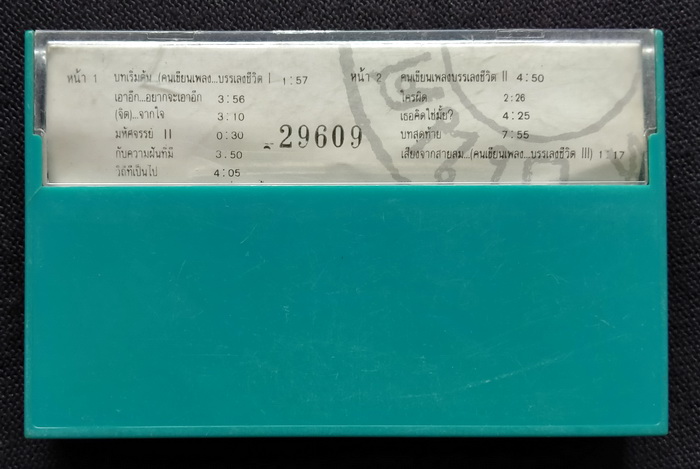 หน้า 1 บทเริ่มต้น (คนเขียนเพลง...บรรเลงชีวิต I 1:57
เอาอีก...อยากจะเอาอีก 3:56
(จิต)...จากใจ 3:10
มหัศจรรย์ II 0:30
กับความฝันที่มี 3.50
วิถีที่เป็นไป 4:05
29609
หน้า 2 คนเขียนเพลงบรรเลงชีวิต II 4:50
ใครผิด 2:26
เธอคิดใช่มั้ย? 4:25
บทสุดท้าย 7:55
เสียงจากสายลม...(คนเขียนเพลง...บรรเลงชีวิต III) 1:17